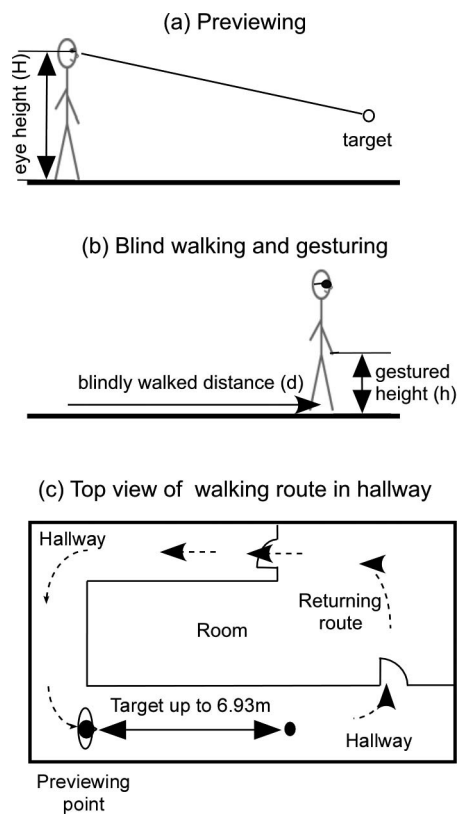 (a) Previewing
eye height (H)
target
(b) Blind walking and gesturing
blindly walked distance (d)
gestured
height (h)
(c) Top view of walking route in hallway
Hallway
Returning
route
Room
Target up to 6.93m
Hallway
Previewing
point